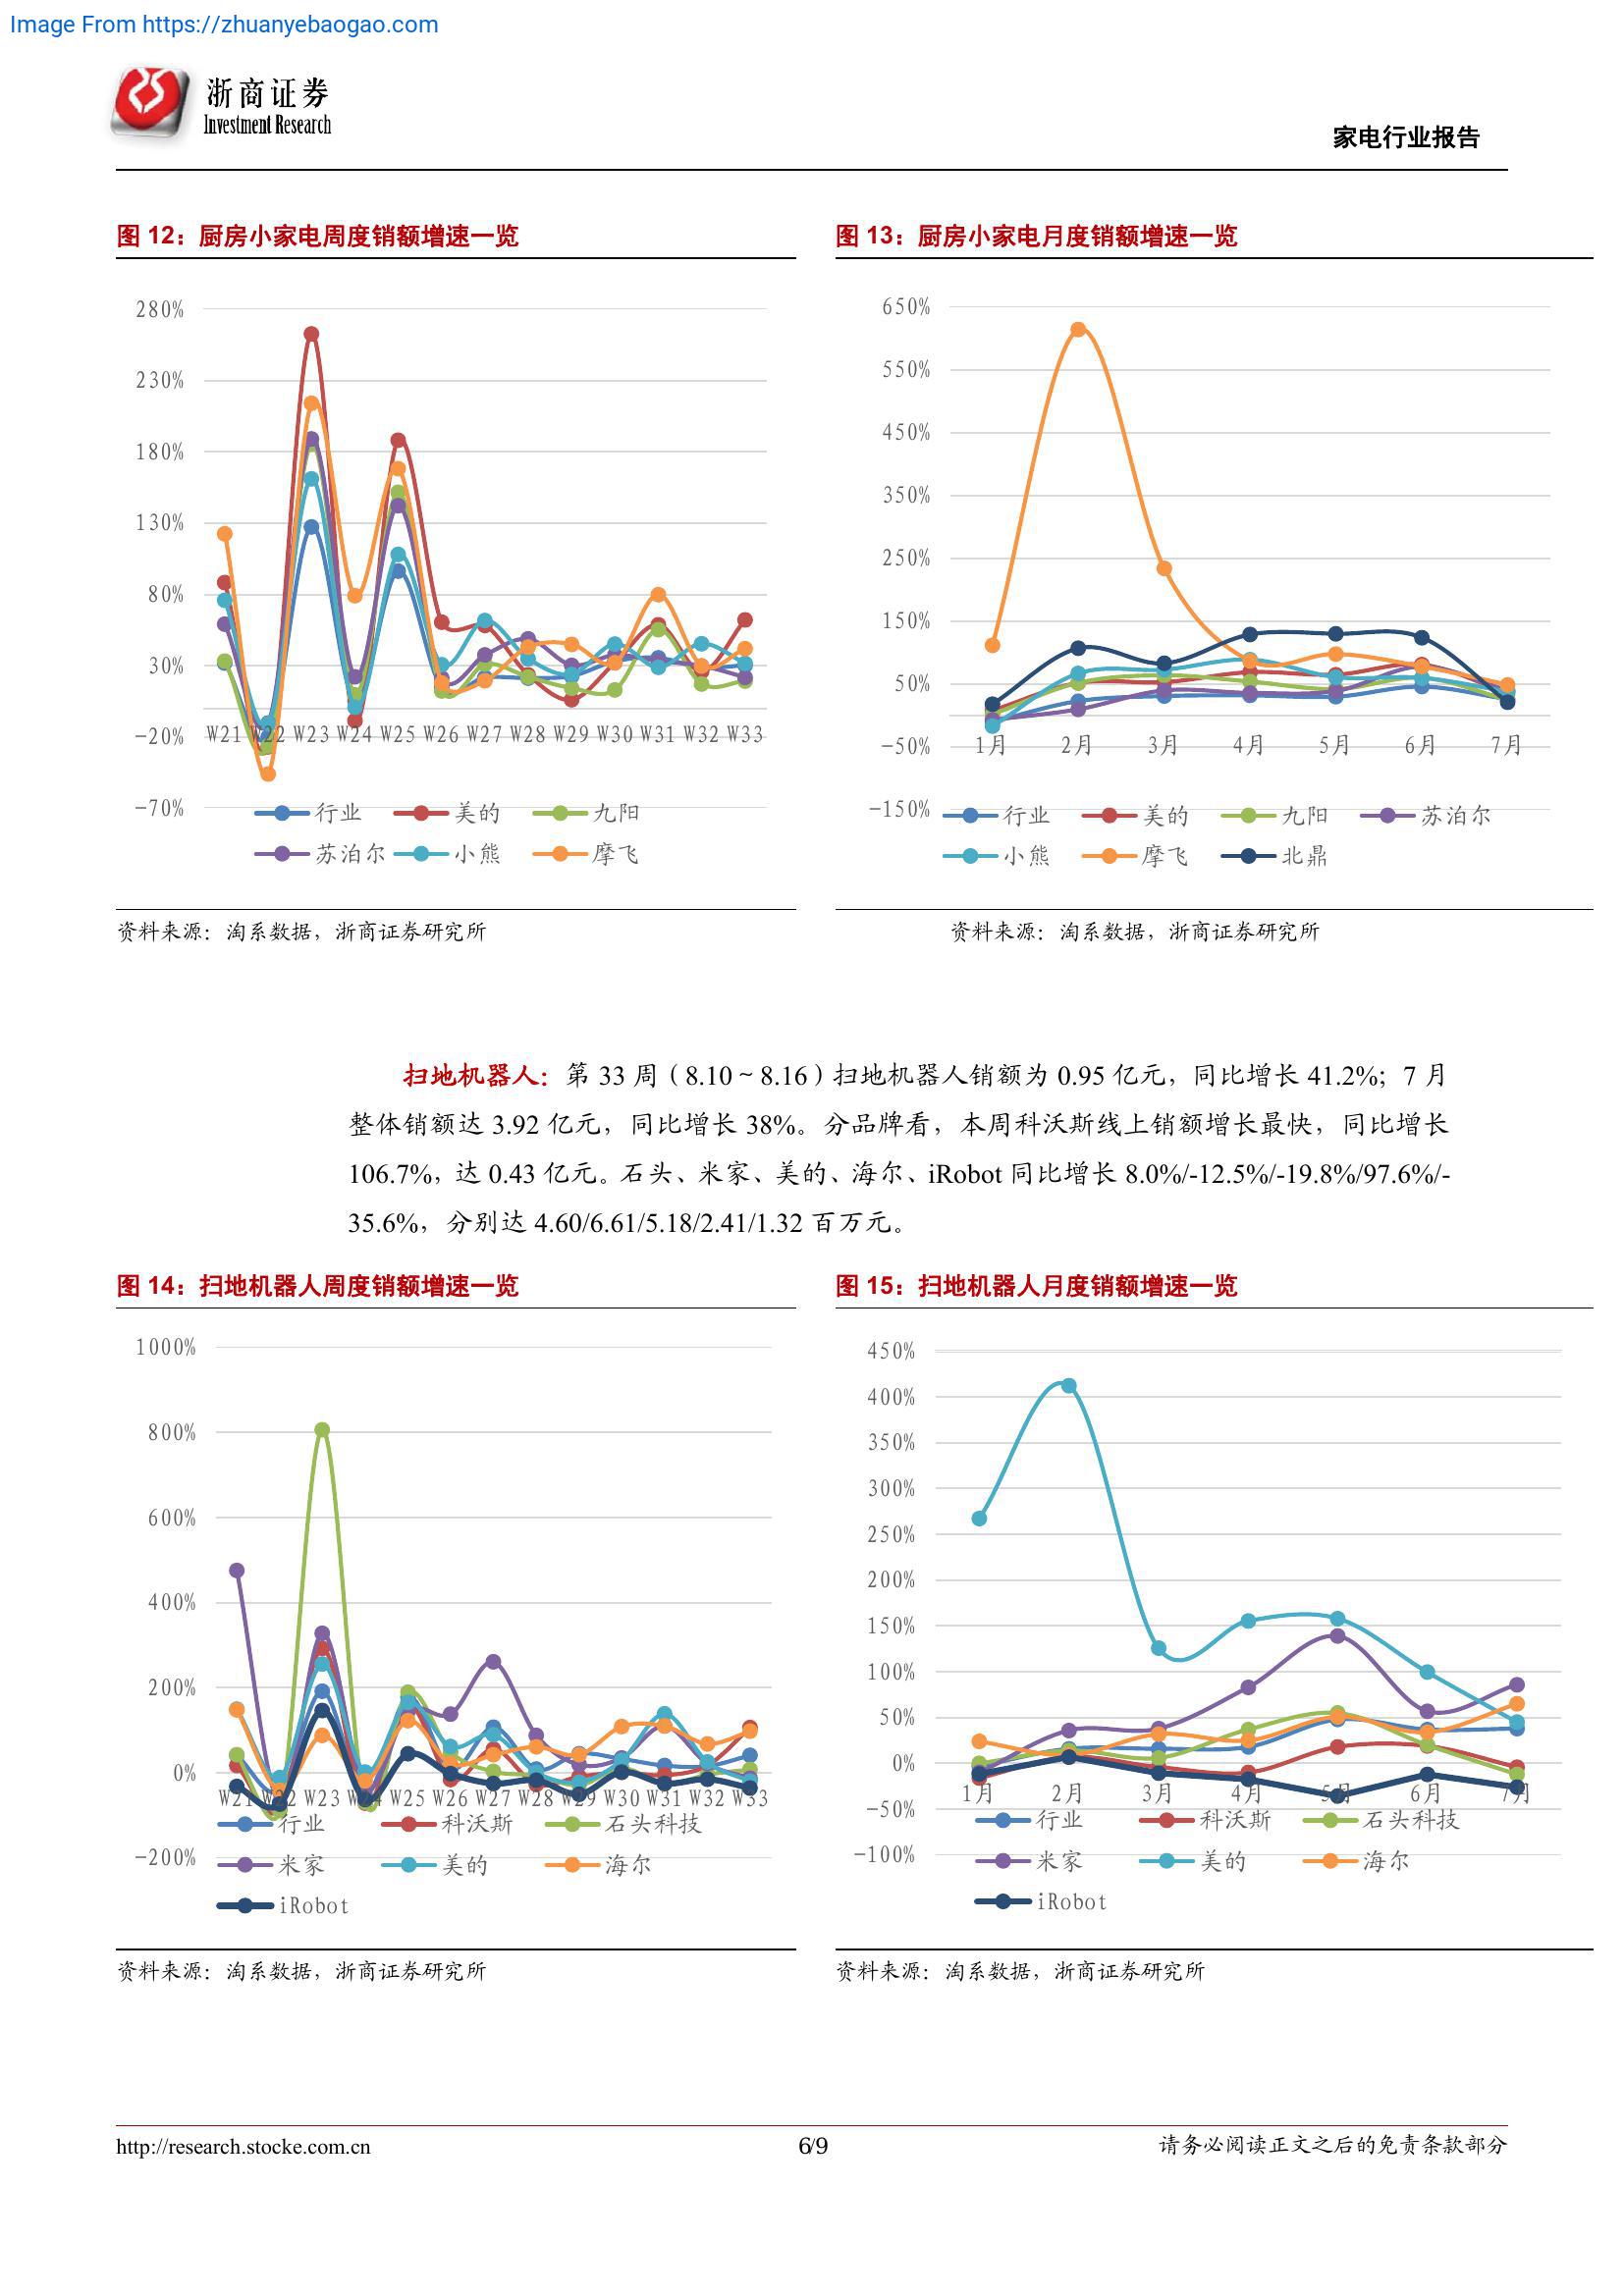 Image From https://zhuanyebaogao.com
浙商证券
Investment Research
家电行业报告
图 12：厨房小家电周度销额增速一览
280%
230%
180%
130%
80%
30%
-20%
-70%
W21 W22 W23 W24 W25 W26 W27 W28 W29 W30 W31 W32 W33
行业 美的 九阳
苏泊尔 小熊 摩飞
资料来源：淘系数据，浙商证券研究所
图 13：厨房小家电月度销额增速一览
650%
550%
450%
350%
250%
150%
50%
-50%
-150%
1月 2月 3月 4月 5月 6月 7月
行业 美的 九阳 苏泊尔
小熊 摩飞 北鼎
资料来源：淘系数据，浙商证券研究所
扫地机器人：第 33 周（8.10~8.16）扫地机器人销额为 0.95 亿元，同比增长 41.2%；7 月
整体销额达 3.92 亿元，同比增长 38%。分品牌看，本周科沃斯线上销额增长最快，同比增长
106.7%，达 0.43 亿元。石头、米家、美的、海尔、iRobot 同比增长 8.0%/-12.5%/-19.8%/97.6%/-
35.6%，分别达 4.60/6.61/5.18/2.41/1.32 百万元。
图 14：扫地机器人周度销额增速一览
1000%
800%
600%
400%
200%
0%
-200%
W21 W22 W23 W24 W25 W26 W27 W28 W29 W30 W31 W32 W33
行业 科沃斯 石头科技
米家 美的 海尔
iRobot
资料来源：淘系数据，浙商证券研究所
图 15：扫地机器人月度销额增速一览
450%
400%
350%
300%
250%
200%
150%
100%
50%
0%
-50%
-100%
1月 2月 3月 4月 5月 6月 7月
行业 科沃斯 石头科技
米家 美的 海尔
iRobot
资料来源：淘系数据，浙商证券研究所
http://research.stocke.com.cn
6/9
请务必阅读正文之后的免责条款部分